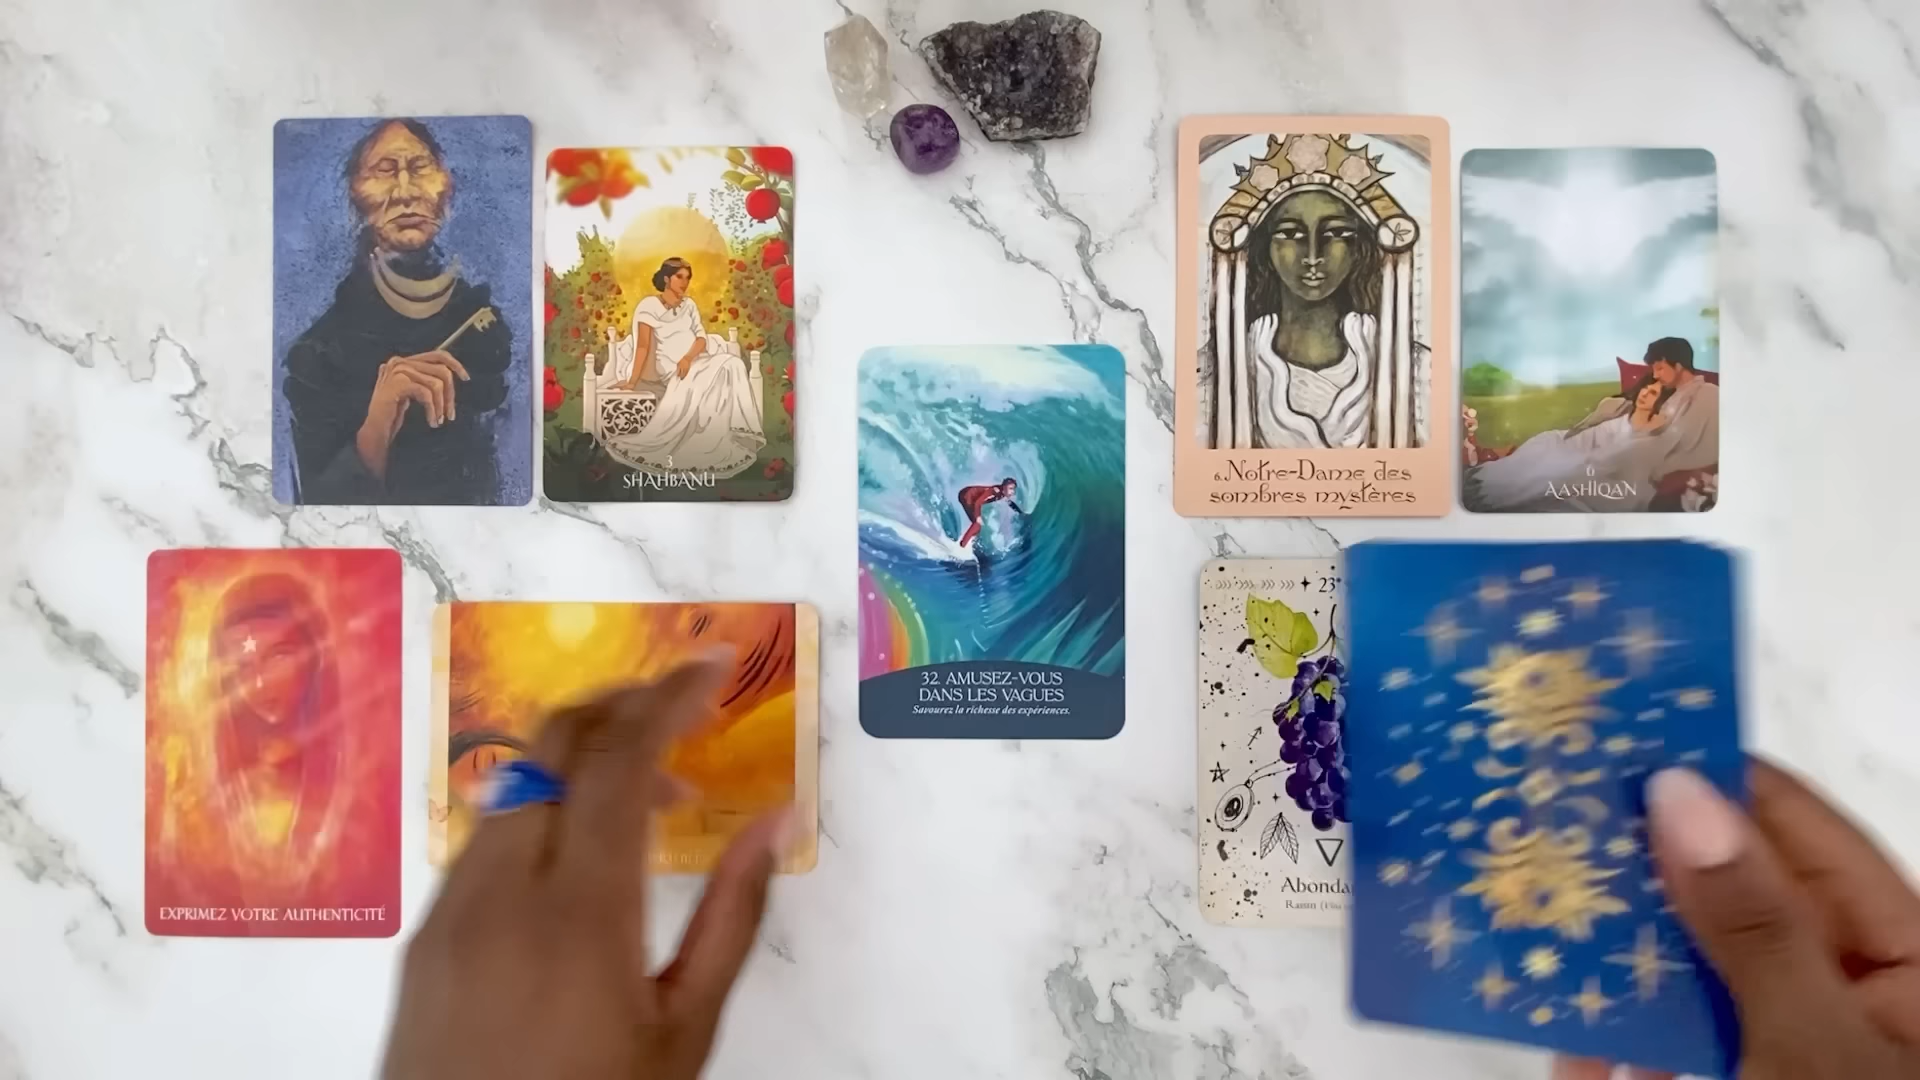 3
SHAHBANU
6. Notre-Dame des
sombres mystères
6
AASHIQAN
32. AMUSEZ-VOUS
DANS LES VAGUES
Savourez la richesse des expériences.
EXPRIMEZ VOTRE AUTHENTICITÉ
23
Abonda